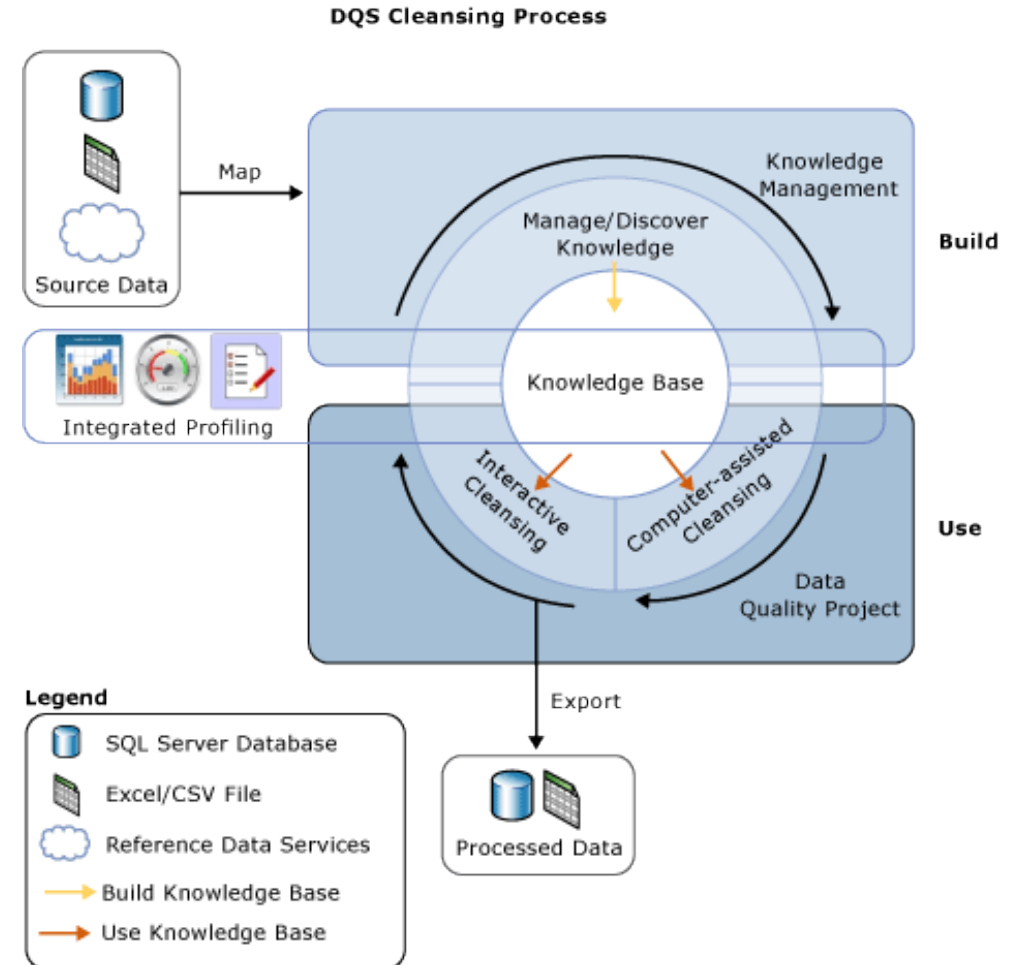 DQS Cleansing Process
Map
Source Data
Knowledge
Management
Manage/Discover
Knowledge
Build
Knowledge Base
Integrated Profiling
Interactive
Cleansing
Computer-assisted
Cleansing
Use
Data
Quality Project
Export
Processed Data
Legend
SQL Server Database
Excel/CSV File
Reference Data Services
Build Knowledge Base
Use Knowledge Base